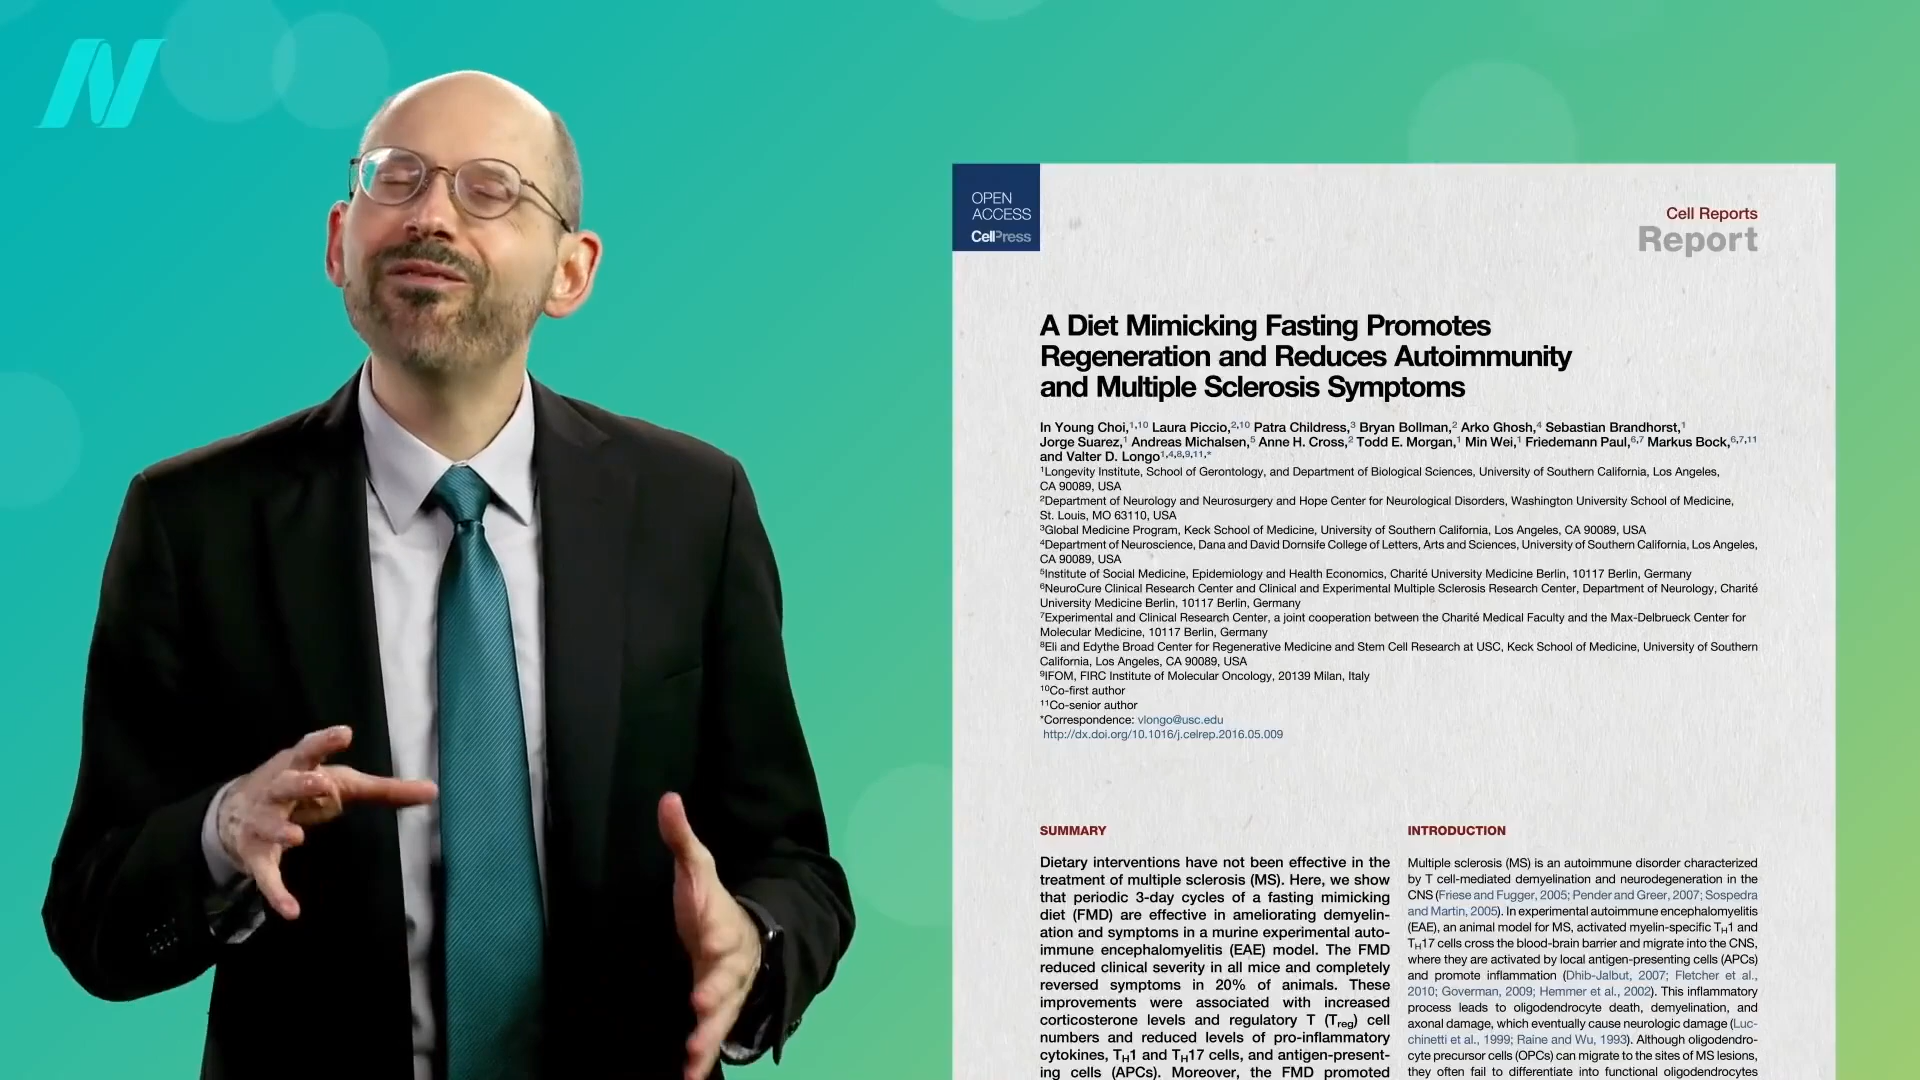 N
OPEN
ACCESS
CellPress
Cell Reports
Report
A Diet Mimicking Fasting Promotes
Regeneration and Reduces Autoimmunity
and Multiple Sclerosis Symptoms
In Young Choi,1,10 Laura Piccio,2,10 Patra Childress,3 Bryan Bollman,2 Arko Ghosh,4 Sebastian Brandhorst,1
Jorge Suarez,1 Andreas Michalsen,5 Anne H. Cross,2 Todd E. Morgan,1 Min Wei,1 Friedemann Paul,6,7 Markus Bock,6,7,11
and Valter D. Longo1,4,8,9,11,*
1Longevity Institute, School of Gerontology, and Department of Biological Sciences, University of Southern California, Los Angeles,
CA 90089, USA
2Department of Neurology and Neurosurgery and Hope Center for Neurological Disorders, Washington University School of Medicine,
St. Louis, MO 63110, USA
3Global Medicine Program, Keck School of Medicine, University of Southern California, Los Angeles, CA 90089, USA
4Department of Neuroscience, Dana and David Dornsife College of Letters, Arts and Sciences, University of Southern California, Los Angeles,
CA 90089, USA
5Institute of Social Medicine, Epidemiology and Health Economics, Charité University Medicine Berlin, 10117 Berlin, Germany
6NeuroCure Clinical Research Center and Clinical and Experimental Multiple Sclerosis Research Center, Department of Neurology, Charité
University Medicine Berlin, 10117 Berlin, Germany
7Experimental and Clinical Research Center, a joint cooperation between the Charité Medical Faculty and the Max-Delbrueck Center for
Molecular Medicine, 10117 Berlin, Germany
8Eli and Edythe Broad Center for Regenerative Medicine and Stem Cell Research at USC, Keck School of Medicine, University of Southern
California, Los Angeles, CA 90089, USA
9IFOM, FIRC Institute of Molecular Oncology, 20139 Milan, Italy
10Co-first author
11Co-senior author
*Correspondence: vlongo@usc.edu
http://dx.doi.org/10.1016/j.celrep.2016.05.009
SUMMARY
Dietary interventions have not been effective in the
treatment of multiple sclerosis (MS). Here, we show
that periodic 3-day cycles of a fasting mimicking
diet (FMD) are effective in ameliorating demyelin-
ation and symptoms in a murine experimental auto-
immune encephalomyelitis (EAE) model. The FMD
reduced clinical severity in all mice and completely
reversed symptoms in 20% of animals. These
improvements were associated with increased
corticosterone levels and regulatory T (Treg) cell
numbers and reduced levels of pro-inflammatory
cytokines, TH1 and TH17 cells, and antigen-present-
ing cells (APCs). Moreover, the FMD promoted
INTRODUCTION
Multiple sclerosis (MS) is an autoimmune disorder characterized
by T cell-mediated demyelination and neurodegeneration in the
CNS (Friese and Fugger, 2005; Pender and Greer, 2007; Sospedra
and Martin, 2005). In experimental autoimmune encephalomyelitis
(EAE), an animal model for MS, activated myelin-specific TH1 and
TH17 cells cross the blood-brain barrier and migrate into the CNS,
where they are activated by local antigen-presenting cells (APCs)
and promote inflammation (Dhib-Jalbut, 2007; Fletcher et al.,
2010; Goverman, 2009; Hemmer et al., 2002). This inflammatory
process leads to oligodendrocyte death, demyelination, and
axonal damage, which eventually cause neurologic damage (Luc-
chinetti et al., 1999; Raine and Wu, 1993). Although oligodendro-
cyte precursor cells (OPCs) can migrate to the sites of MS lesions,
they often fail to differentiate into functional oligodendrocytes